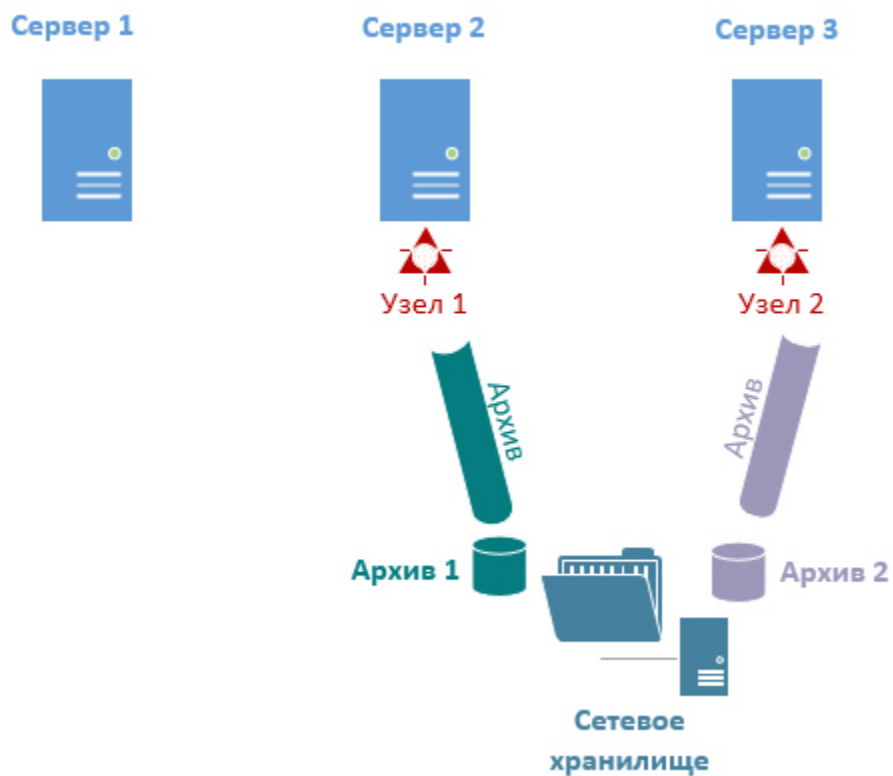 Сервер 1
Сервер 2
Сервер 3
Узел 1
Узел 2
Архив
Архив
Архив 1
Архив 2
Сетевое
хранилище